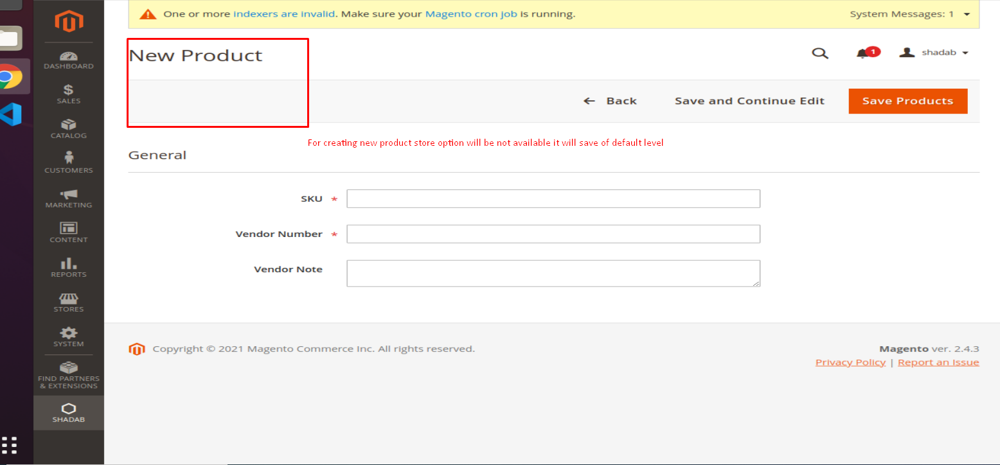 One or more indexers are invalid. Make sure your Magento cron job is running.
System Messages: 1
New Product
1
shadab
Back
Save and Continue Edit
Save Products
For creating new product store option will be not available it will save of default level
General
SKU *
Vendor Number *
Vendor Note
DASHBOARD
$
SALES
CATALOG
CUSTOMERS
MARKETING
CONTENT
REPORTS
STORES
SYSTEM
FIND PARTNERS
& EXTENSIONS
SHADAB
Copyright © 2021 Magento Commerce Inc. All rights reserved.
Magento ver. 2.4.3
Privacy Policy | Report an Issue